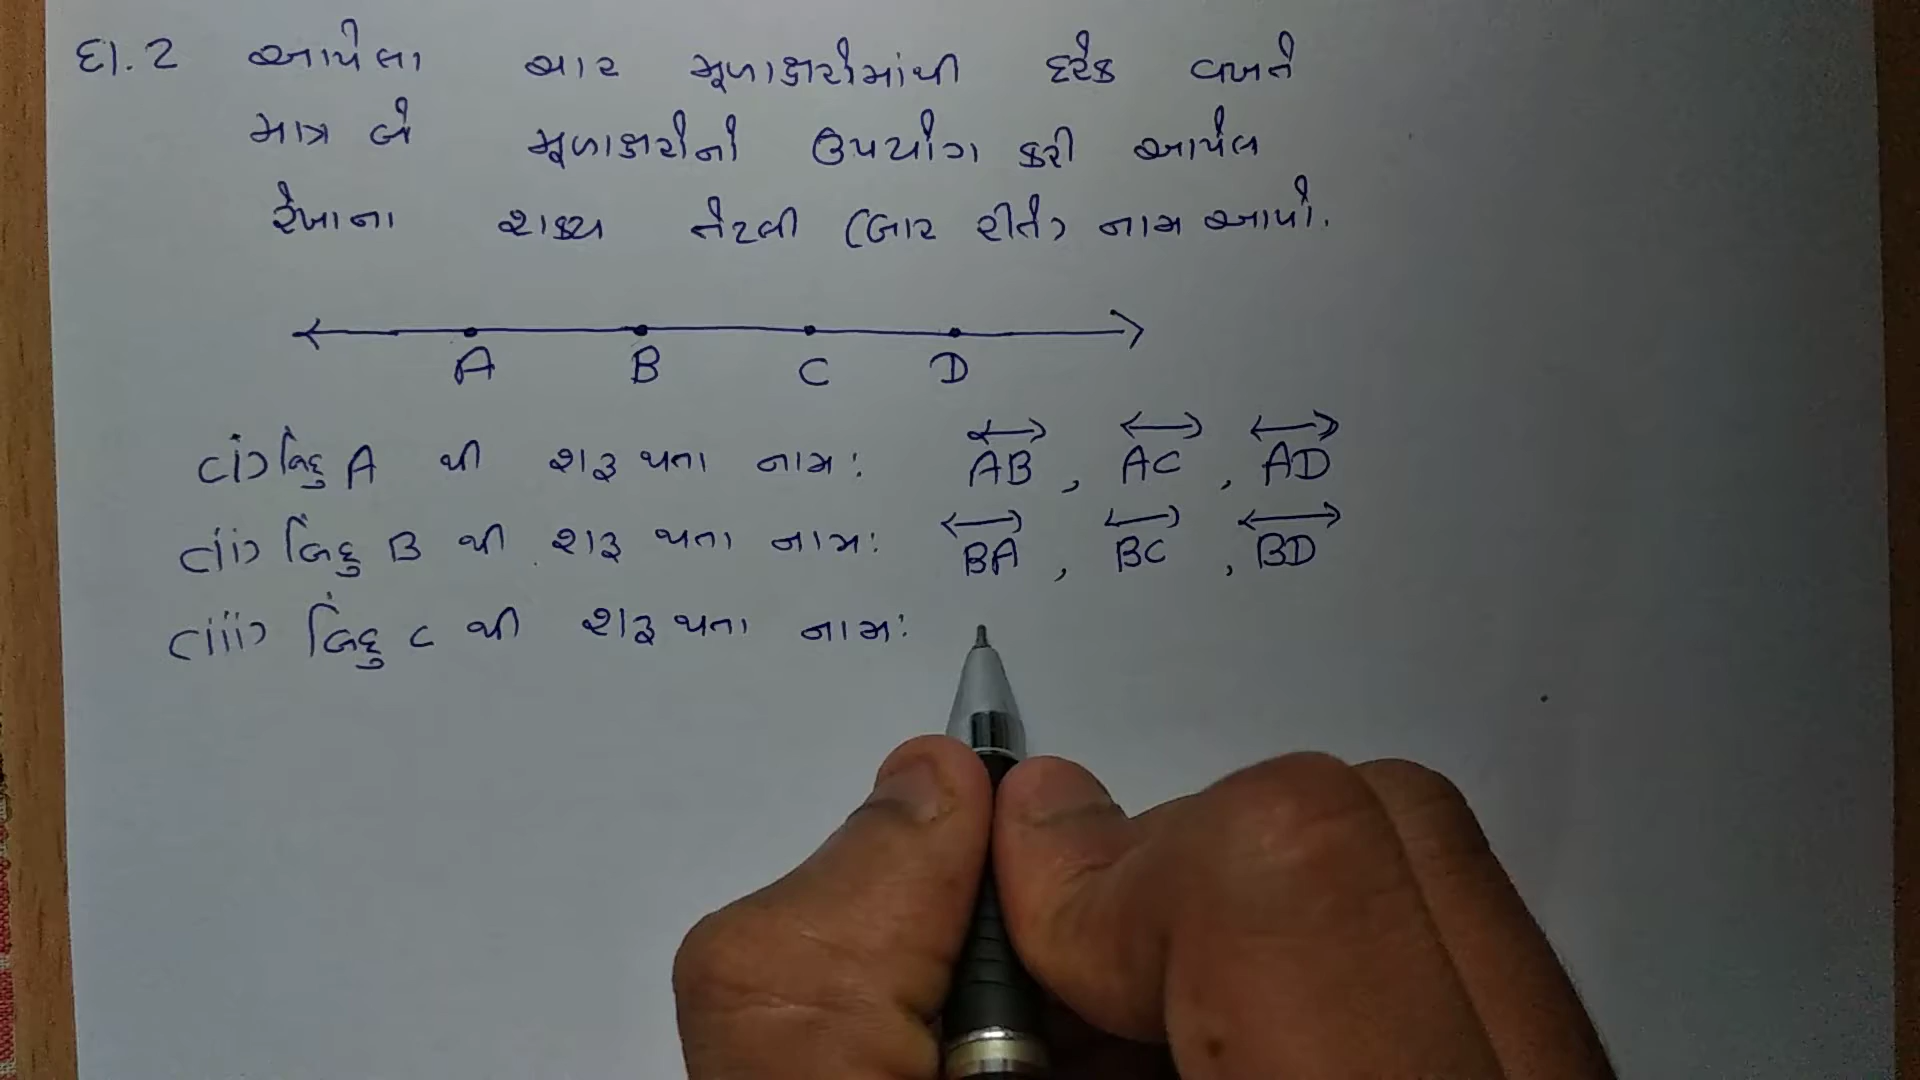 દા.2 આપેલા ચાર મૂળાક્ષરોમાંથી દરેક વખતે
માત્ર બે મૂળાક્ષરોનો ઉપયોગ કરી આપેલ
રેખાના શક્ય તેટલી (બાર રીતે) નામ આપો.
A B C D
(i) બિંદુ A થી શરૂ થતા નામ: AB, AC, AD
(ii) બિંદુ B થી શરૂ થતા નામ: BA, BC, BD
(iii) બિંદુ C થી શરૂ થતા નામ: